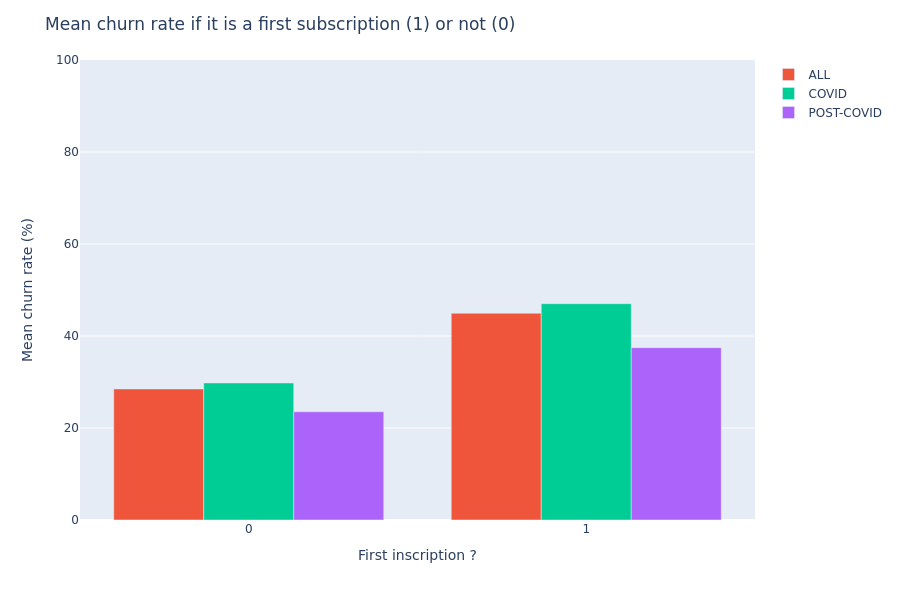 Mean churn rate if it is a first subscription (1) or not (0)
100
80
60
40
20
0
Mean churn rate (%)
0
1
First inscription ?
ALL
COVID
POST-COVID